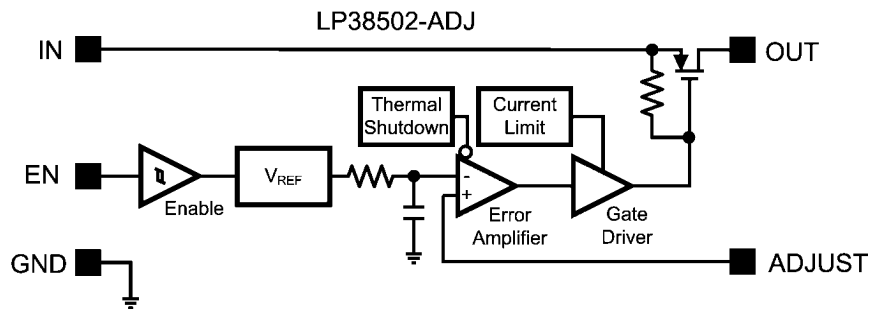 LP38502-ADJ
IN
OUT
Thermal
Shutdown
Current
Limit
EN
VREF
-
+
Enable
Error
Amplifier
Gate
Driver
GND
ADJUST